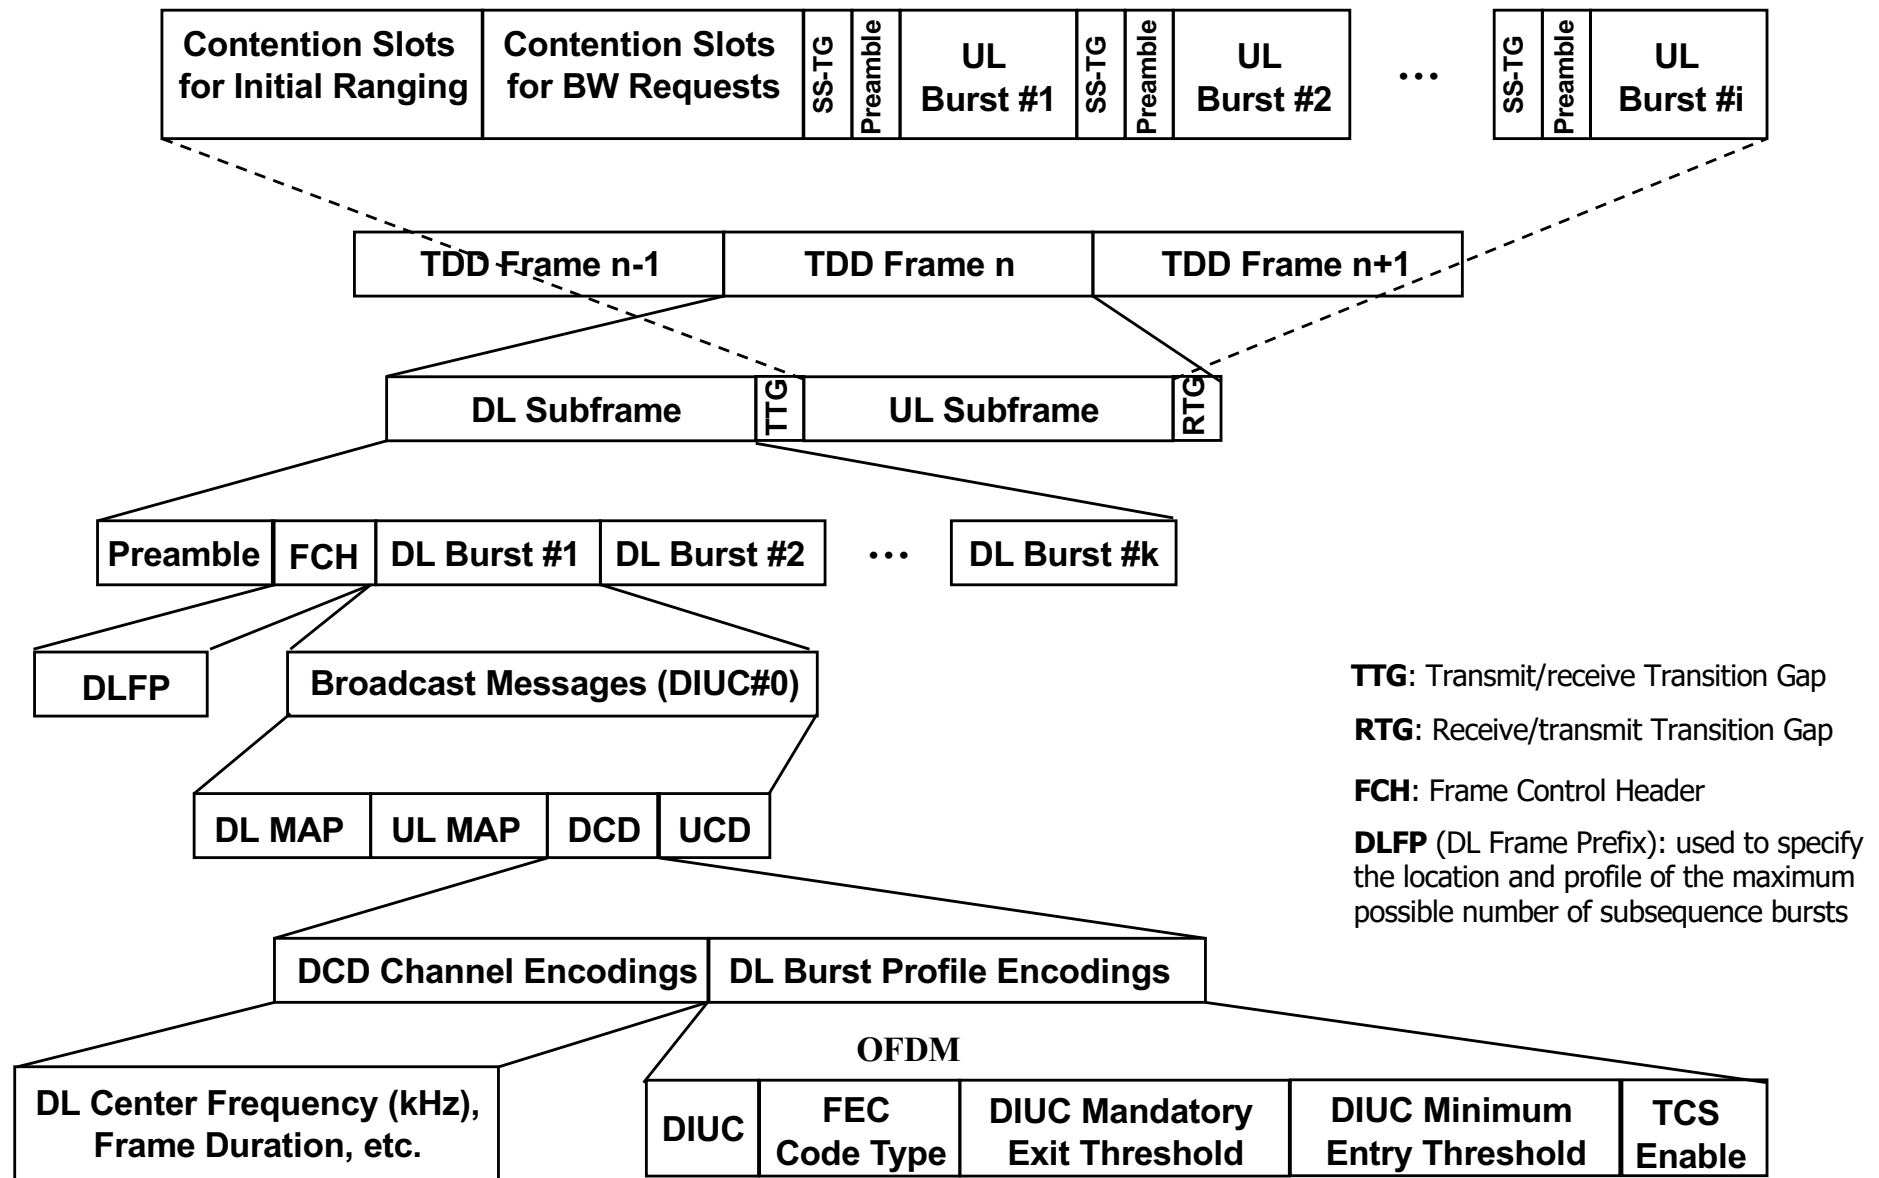 Contention Slots
for Initial Ranging
Contention Slots
for BW Requests
SS-TG
Preamble
UL
Burst #1
SS-TG
Preamble
UL
Burst #2
...
SS-TG
Preamble
UL
Burst #i
TDD Frame n-1
TDD Frame n
TDD Frame n+1
DL Subframe
TTG
UL Subframe
RTG
Preamble
FCH
DL Burst #1
DL Burst #2
...
DL Burst #k
DLFP
Broadcast Messages (DIUC#0)
TTG: Transmit/receive Transition Gap
RTG: Receive/transmit Transition Gap
FCH: Frame Control Header
DLFP (DL Frame Prefix): used to specify
the location and profile of the maximum
possible number of subsequence bursts
DL MAP
UL MAP
DCD
UCD
DCD Channel Encodings
DL Burst Profile Encodings
OFDM
DL Center Frequency (kHz),
Frame Duration, etc.
DIUC
FEC
Code Type
DIUC Mandatory
Exit Threshold
DIUC Minimum
Entry Threshold
TCS
Enable